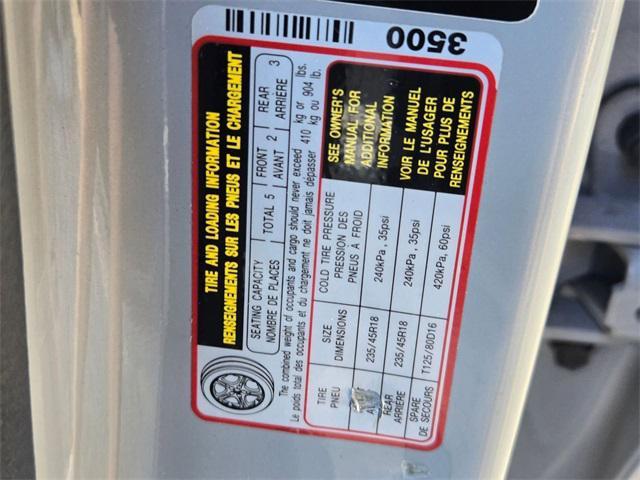 3500
TIRE AND LOADING INFORMATION
RENSEIGNEMENTS SUR LES PNEUS ET LE CHARGEMENT
SEATING CAPACITY
NOMBRE DE PLACES
TOTAL 5
FRONT
AVANT 2
REAR
ARRIÈRE 3
The combined weight of occupants and cargo should never exceed 410 kg or 904 lbs.
Le poids total des occupants et du chargement ne doit jamais dépasser 410 kg ou 904 lb.
TIRE
PNEU
SIZE
DIMENSIONS
COLD TIRE PRESSURE
PRESSION DES
PNEUS À FROID
235/45R18
240kPa, 35psi
REAR
ARRIÈRE
235/45R18
240kPa, 35psi
SPARE
DE SECOURS
T125/80D16
420kPa, 60psi
SEE OWNER'S
MANUAL FOR
ADDITIONAL
INFORMATION
VOIR LE MANUEL
DE L'USAGER
POUR PLUS DE
RENSEIGNEMENTS